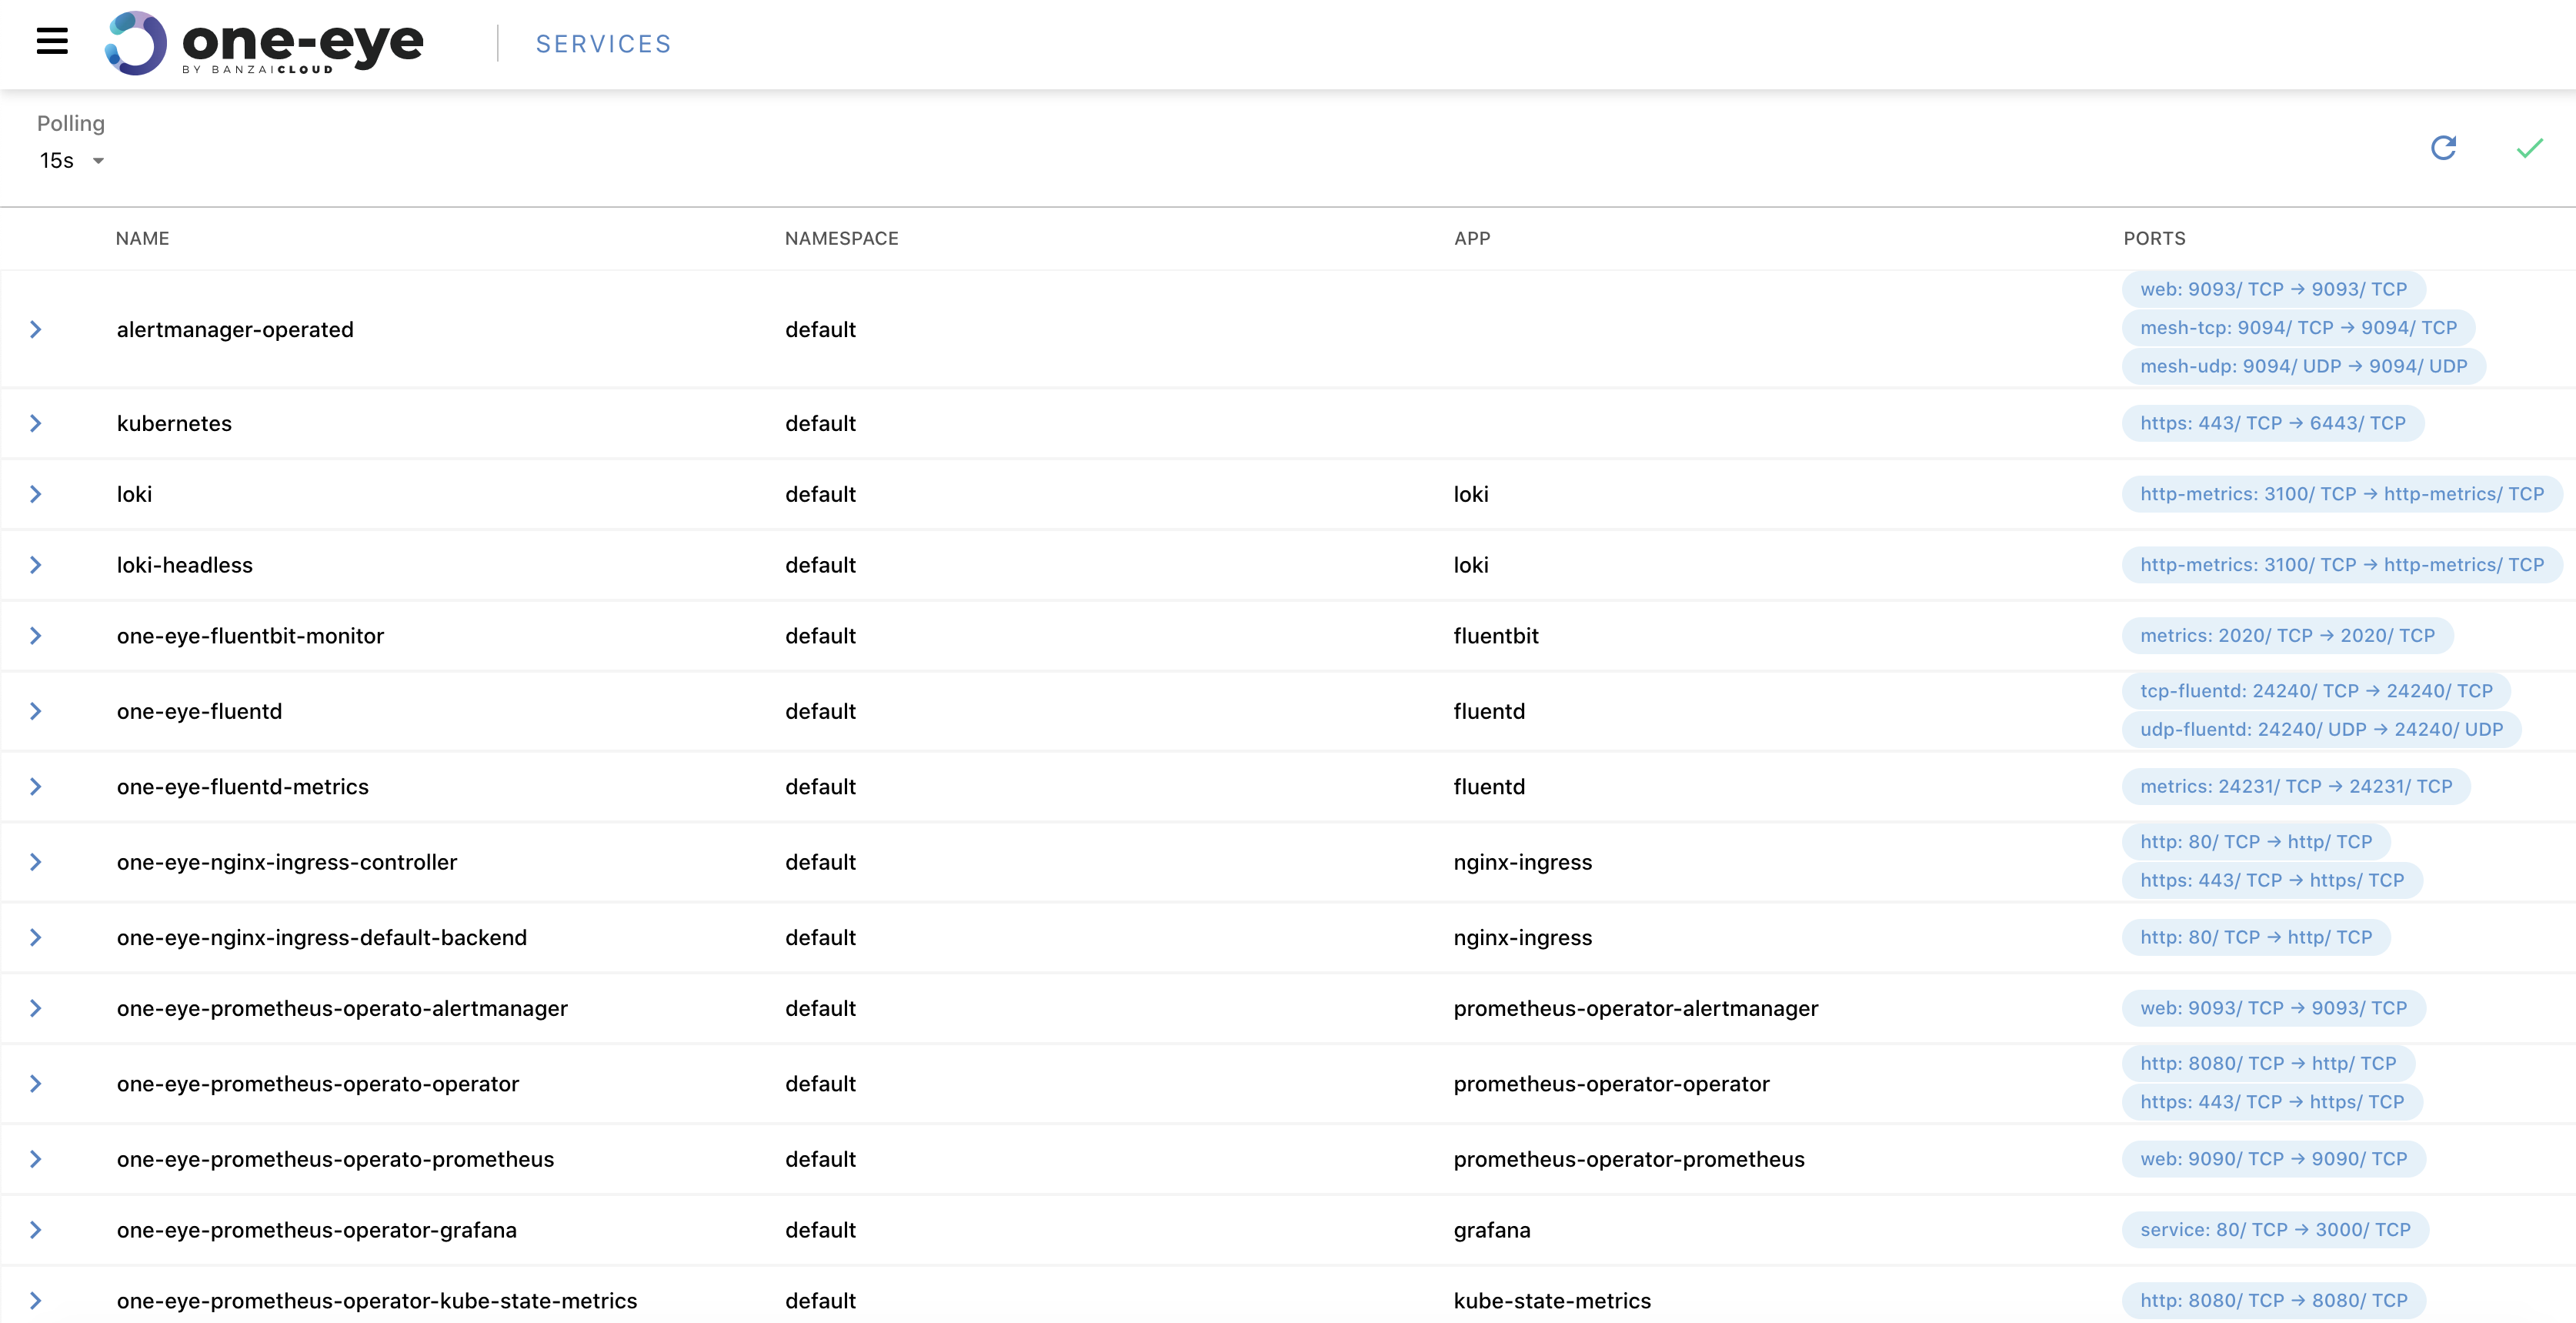 one-eye
BY BANZAICLOUD
SERVICES
Polling
15s
NAME NAMESPACE APP PORTS
alertmanager-operated default web: 9093/ TCP → 9093/ TCP
mesh-tcp: 9094/ TCP → 9094/ TCP
mesh-udp: 9094/ UDP → 9094/ UDP
kubernetes default https: 443/ TCP → 6443/ TCP
loki default loki http-metrics: 3100/ TCP → http-metrics/ TCP
loki-headless default loki http-metrics: 3100/ TCP → http-metrics/ TCP
one-eye-fluentbit-monitor default fluentbit metrics: 2020/ TCP → 2020/ TCP
one-eye-fluentd default fluentd tcp-fluentd: 24240/ TCP → 24240/ TCP
udp-fluentd: 24240/ UDP → 24240/ UDP
one-eye-fluentd-metrics default fluentd metrics: 24231/ TCP → 24231/ TCP
one-eye-nginx-ingress-controller default nginx-ingress http: 80/ TCP → http/ TCP
https: 443/ TCP → https/ TCP
one-eye-nginx-ingress-default-backend default nginx-ingress http: 80/ TCP → http/ TCP
one-eye-prometheus-operato-alertmanager default prometheus-operator-alertmanager web: 9093/ TCP → 9093/ TCP
one-eye-prometheus-operato-operator default prometheus-operator-operator http: 8080/ TCP → http/ TCP
https: 443/ TCP → https/ TCP
one-eye-prometheus-operato-prometheus default prometheus-operator-prometheus web: 9090/ TCP → 9090/ TCP
one-eye-prometheus-operator-grafana default grafana service: 80/ TCP → 3000/ TCP
one-eye-prometheus-operator-kube-state-metrics default kube-state-metrics http: 8080/ TCP → 8080/ TCP